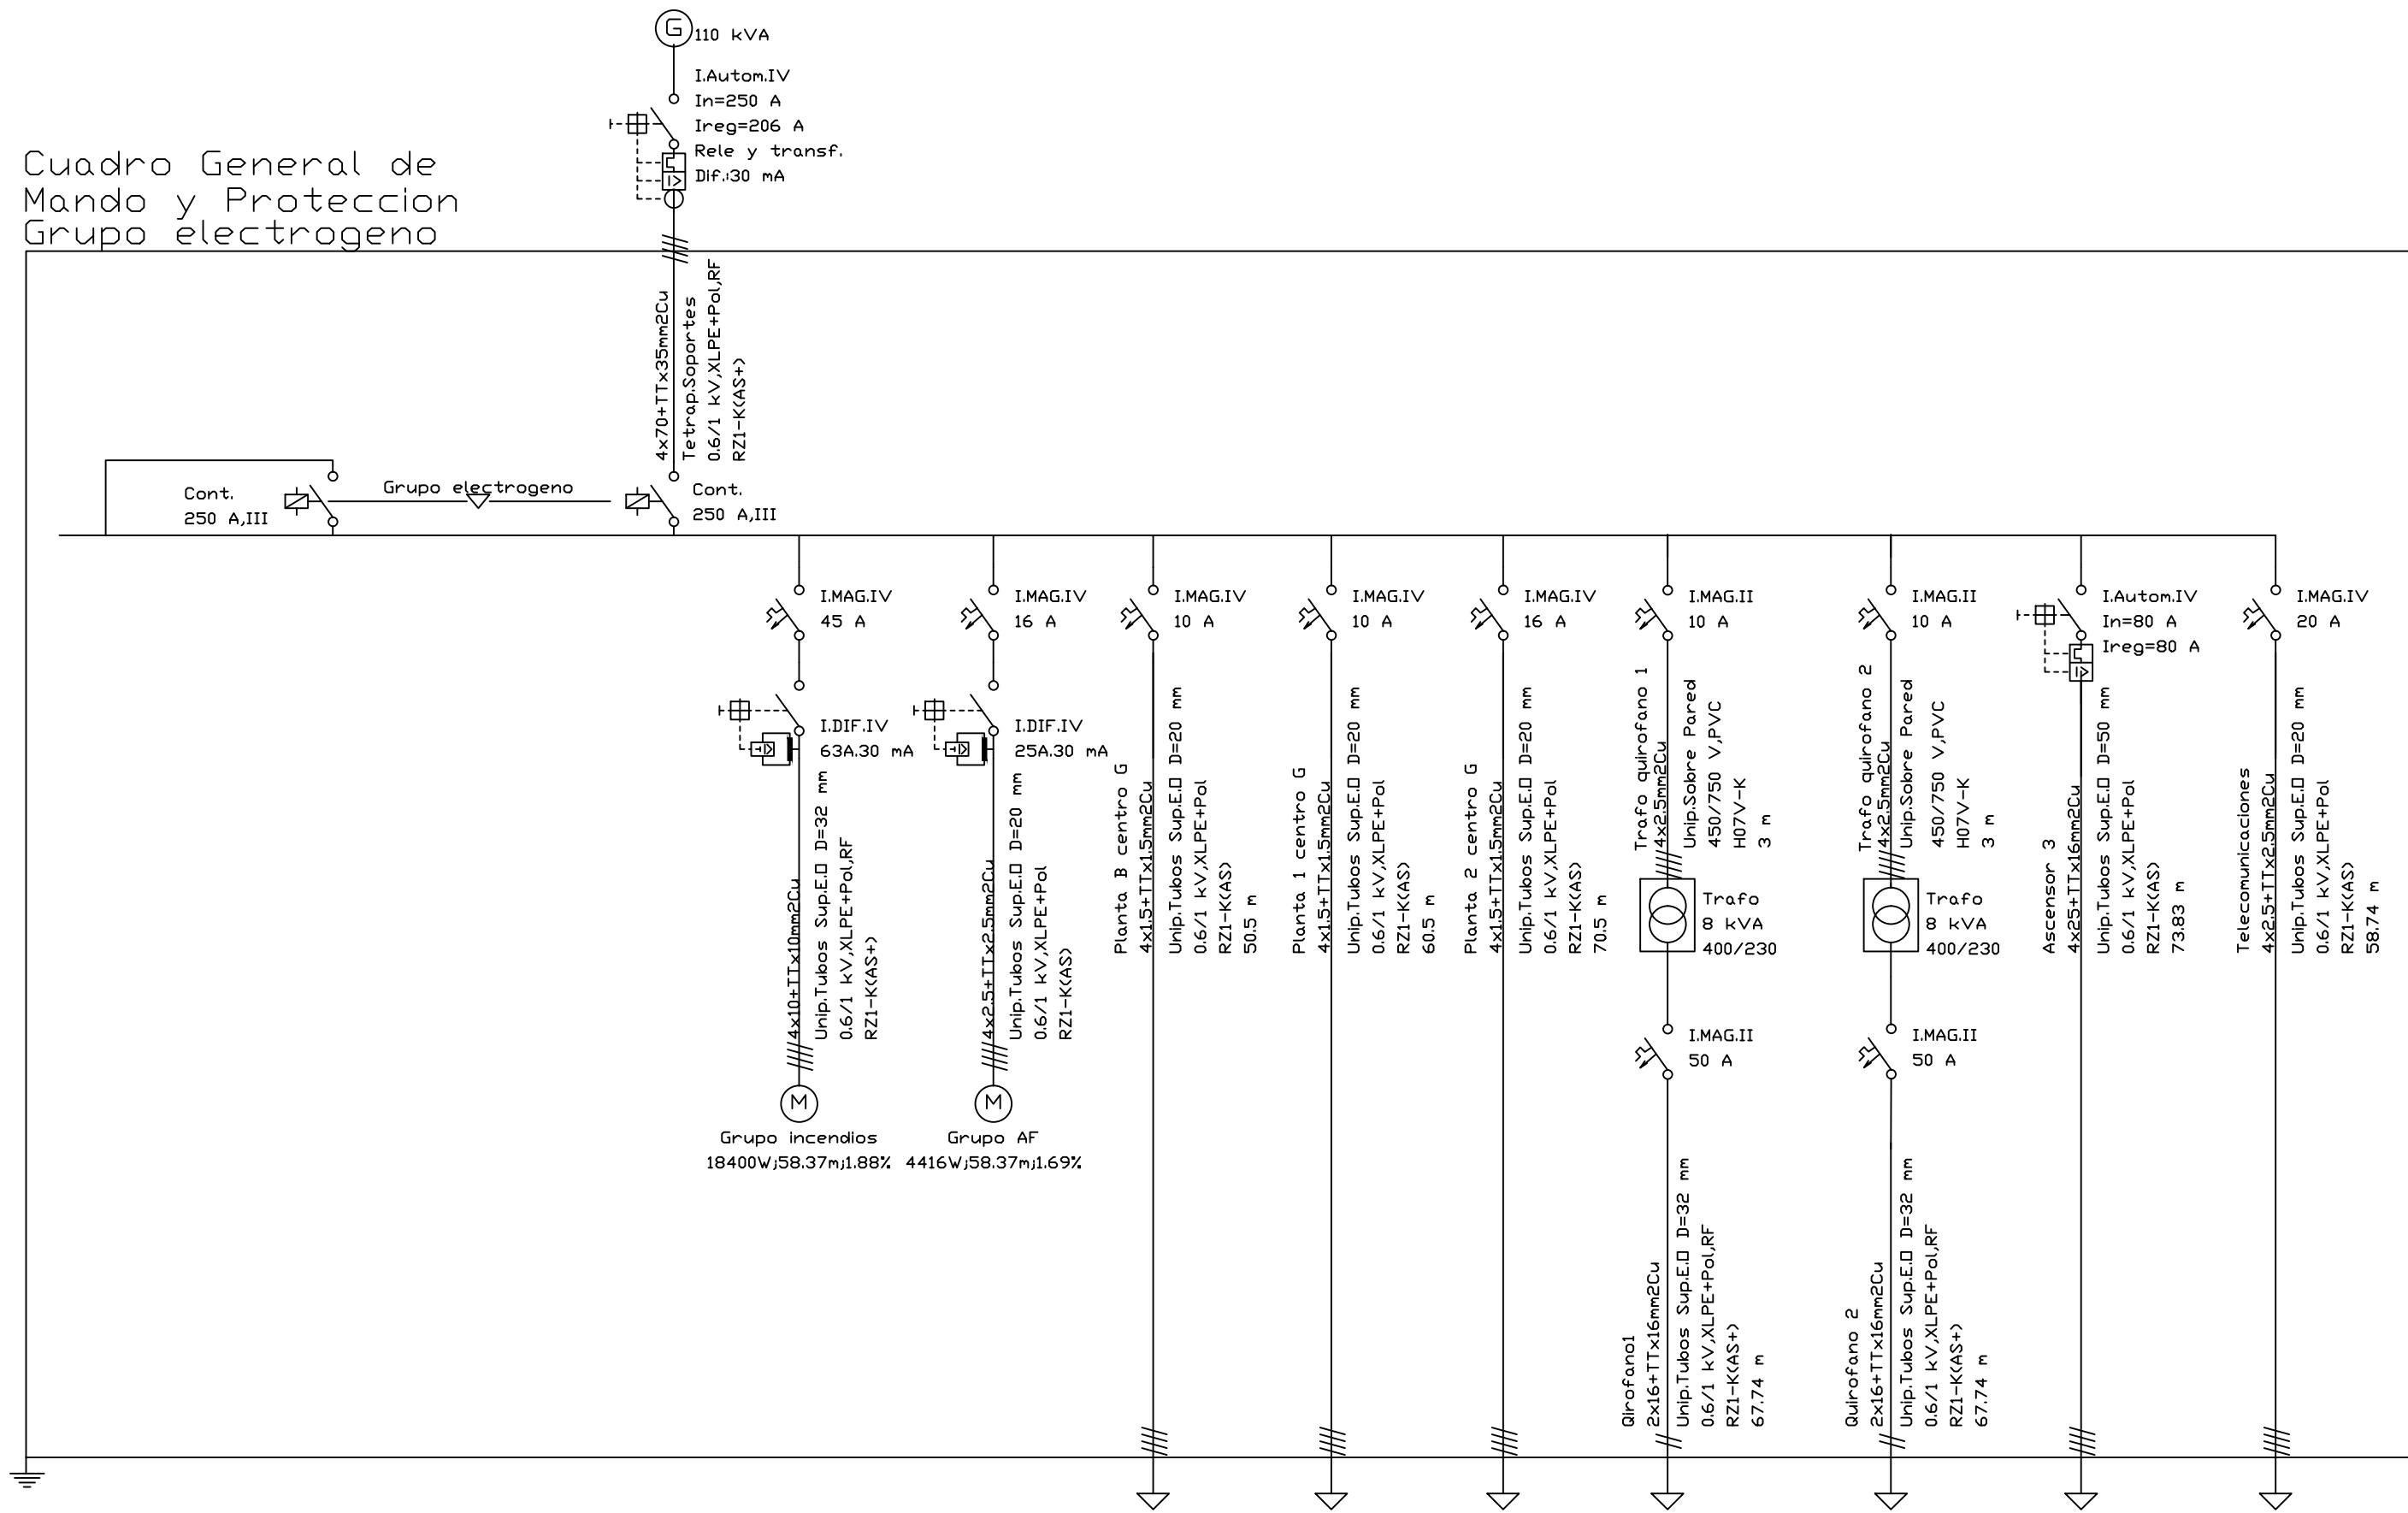 G
110 kVA
I.Autom.IV
In=250 A
Ireg=206 A
Rele y transf.
Dif.:30 mA
Cuadro General de
Mando y Proteccion
Grupo electrogeno
4x70+TTx35mm2Cu
Tetrap.Soportes
0.6/1 kV,XLPE+Pol,RF
RZ1-K(AS+)
Cont.
250 A,III
Grupo electrogeno
Cont.
250 A,III
I.MAG.IV
45 A
I.DIF.IV
63A.30 mA
4x10+TTx10mm2Cu
Unip.Tubos Sup.E.O D=32 mm
0.6/1 kV,XLPE+Pol,RF
RZ1-K(AS+)
M
Grupo incendios
18400W;58.37m;1.88%
I.MAG.IV
16 A
I.DIF.IV
25A.30 mA
4x2.5+TTx2.5mm2Cu
Unip.Tubos Sup.E.O D=20 mm
0.6/1 kV,XLPE+Pol
RZ1-K(AS)
M
Grupo AF
4416W;58.37m;1.69%
I.MAG.IV
10 A
Planta B centro G
4x1.5+TTx1.5mm2Cu
Unip.Tubos Sup.E.O D=20 mm
0.6/1 kV,XLPE+Pol
RZ1-K(AS)
50.5 m
I.MAG.IV
10 A
Planta 1 centro G
4x1.5+TTx1.5mm2Cu
Unip.Tubos Sup.E.O D=20 mm
0.6/1 kV,XLPE+Pol
RZ1-K(AS)
60.5 m
I.MAG.IV
16 A
Planta 2 centro G
4x1.5+TTx1.5mm2Cu
Unip.Tubos Sup.E.O D=20 mm
0.6/1 kV,XLPE+Pol
RZ1-K(AS)
70.5 m
I.MAG.II
10 A
Trafo quirofano 1
4x2.5mm2Cu
Unip.Sobre Pared
450/750 V,PVC
H07V-K
3 m
Trafo
8 kVA
400/230
I.MAG.II
50 A
Qirofano1
2x16+TTx16mm2Cu
Unip.Tubos Sup.E.O D=32 mm
0.6/1 kV,XLPE+Pol,RF
RZ1-K(AS+)
67.74 m
I.MAG.II
10 A
Trafo quirofano 2
4x2.5mm2Cu
Unip.Sobre Pared
450/750 V,PVC
H07V-K
3 m
Trafo
8 kVA
400/230
I.MAG.II
50 A
Quirofano 2
2x16+TTx16mm2Cu
Unip.Tubos Sup.E.O D=32 mm
0.6/1 kV,XLPE+Pol,RF
RZ1-K(AS+)
67.74 m
I.Autom.IV
In=80 A
Ireg=80 A
Ascensor 3
4x25+TTx16mm2Cu
Unip.Tubos Sup.E.O D=50 mm
0.6/1 kV,XLPE+Pol
RZ1-K(AS)
73.83 m
I.MAG.IV
20 A
Telecomunicaciones
4x2.5+TTx2.5mm2Cu
Unip.Tubos Sup.E.O D=20 mm
0.6/1 kV,XLPE+Pol
RZ1-K(AS)
58.74 m